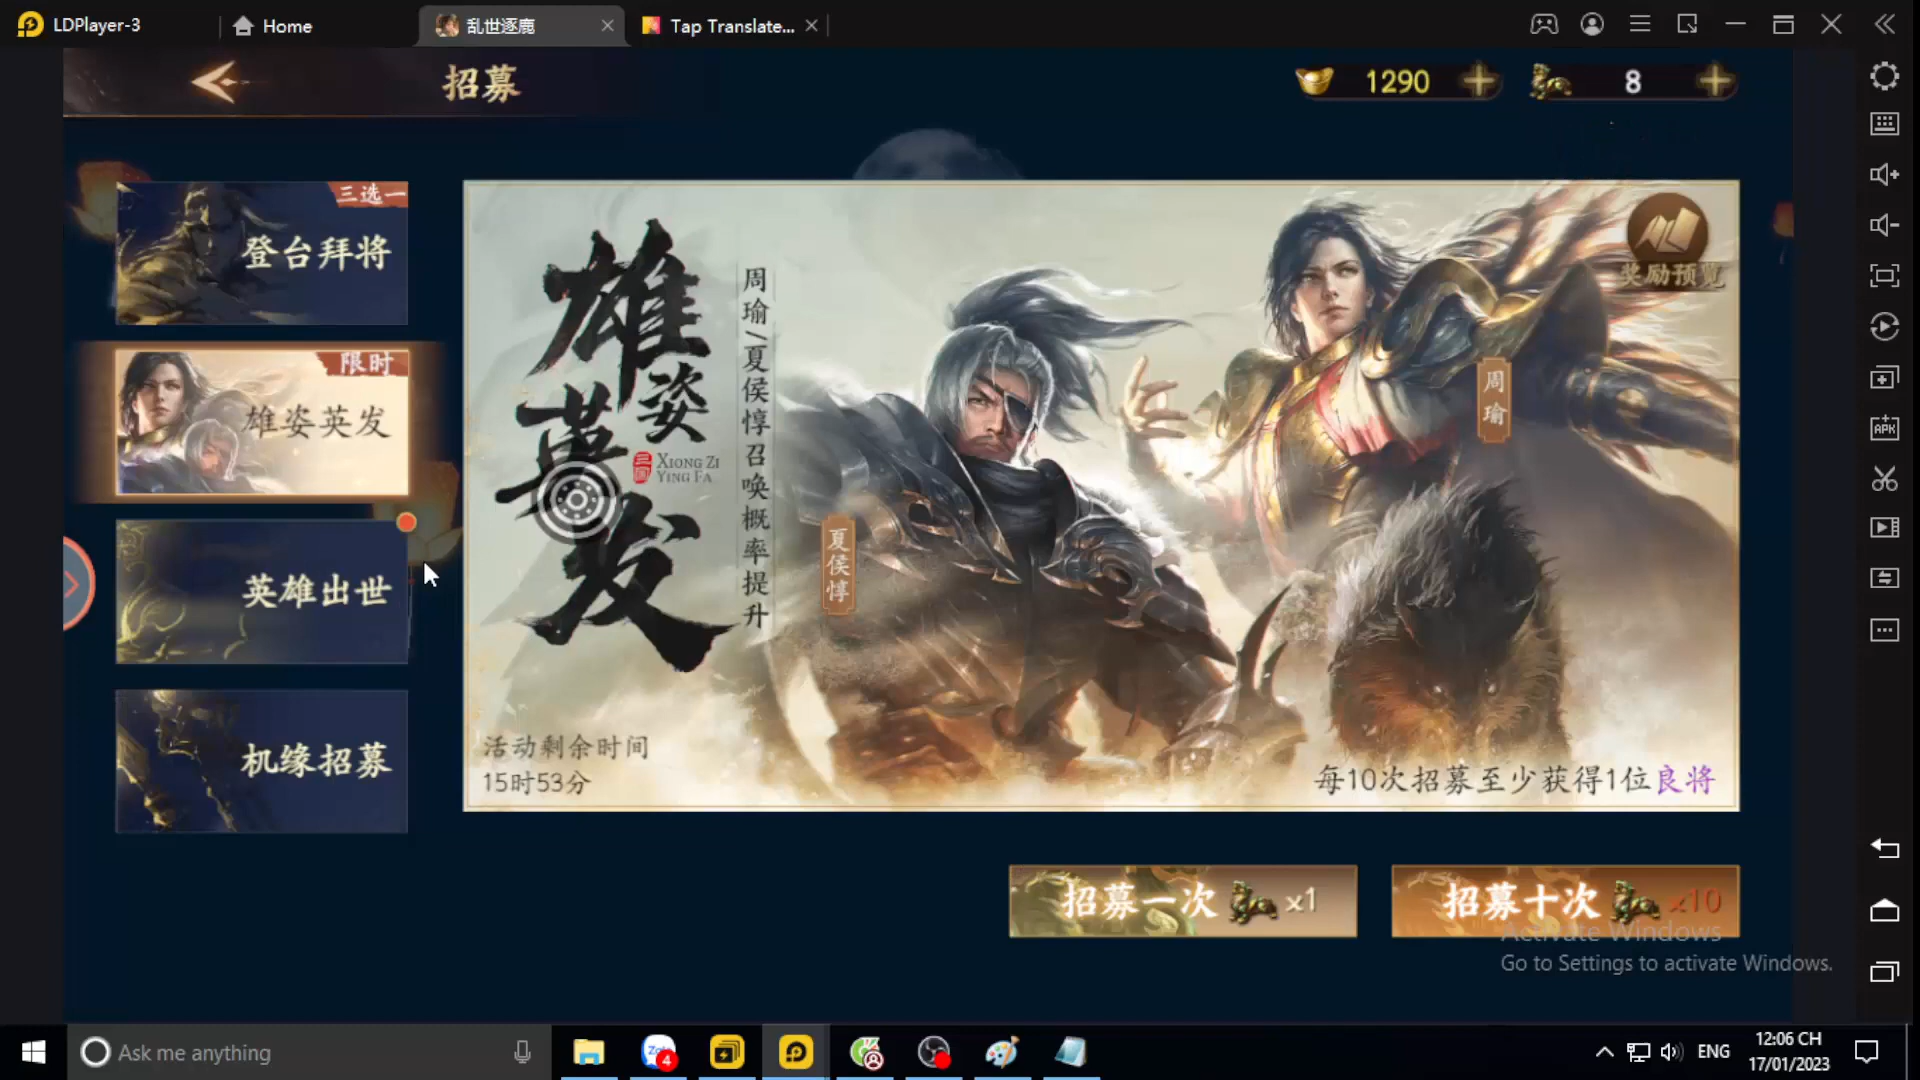 LDPlayer-3
Home
乱世逐鹿
Tap Translate...
招募
1290
8
三选一
登台拜将
限时
雄姿英发
英雄出世
机缘招募
雄姿英发
XIONG ZI
YING FA
周瑜/夏侯惇召唤概率提升
夏侯惇
周瑜
奖励预览
活动剩余时间
15时53分
每10次招募至少获得1位良将
招募一次 x1
招募十次 x10
Activate Windows
Go to Settings to activate Windows.
APK
Ask me anything
Zalo
4
ENG
12:06 CH
17/01/2023